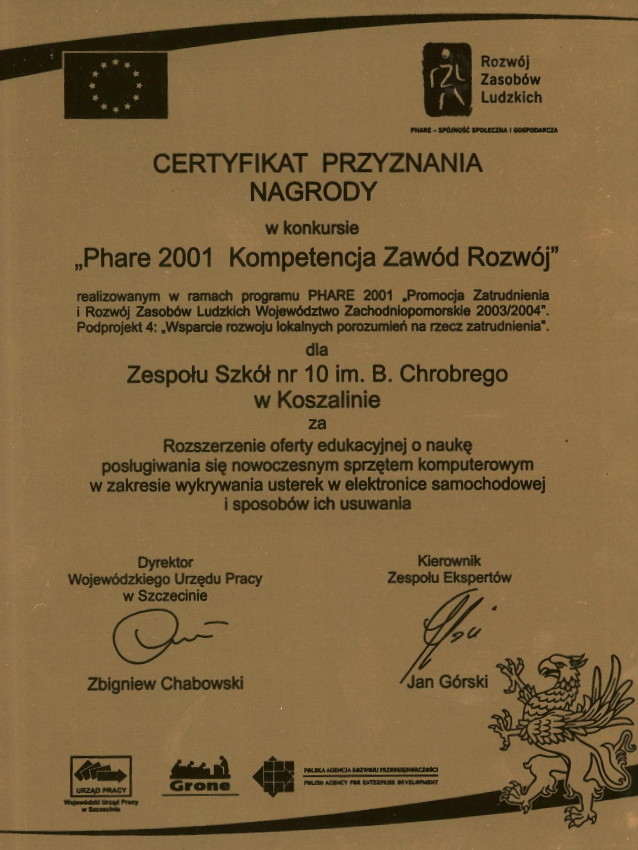 Rozwój
Zasobów
Ludzkich
PHARE – SPÓJNOŚĆ SPOŁECZNA I GOSPODARCZA
CERTYFIKAT PRZYZNANIA
NAGRODY
w konkursie
„Phare 2001 Kompetencja Zawód Rozwój”
realizowanym w ramach programu PHARE 2001 „Promocja Zatrudnienia
i Rozwój Zasobów Ludzkich Województwo Zachodniopomorskie 2003/2004”.
Podprojekt 4: „Wsparcie rozwoju lokalnych porozumień na rzecz zatrudnienia”.
dla
Zespołu Szkół nr 10 im. B. Chrobrego
w Koszalinie
za
Rozszerzenie oferty edukacyjnej o naukę
posługiwania się nowoczesnym sprzętem komputerowym
w zakresie wykrywania usterek w elektronice samochodowej
i sposobów ich usuwania
Dyrektor
Wojewódzkiego Urzędu Pracy
w Szczecinie
Zbigniew Chabowski
Kierownik
Zespołu Ekspertów
Jan Górski
URZĄD PRACY
Wojewódzki Urząd Pracy
w Szczecinie
Grone
POLSKA AGENCJA ROZWOJU PRZEDSIĘBIORCZOŚCI
POLISH AGENCY FOR ENTERPRISE DEVELOPMENT